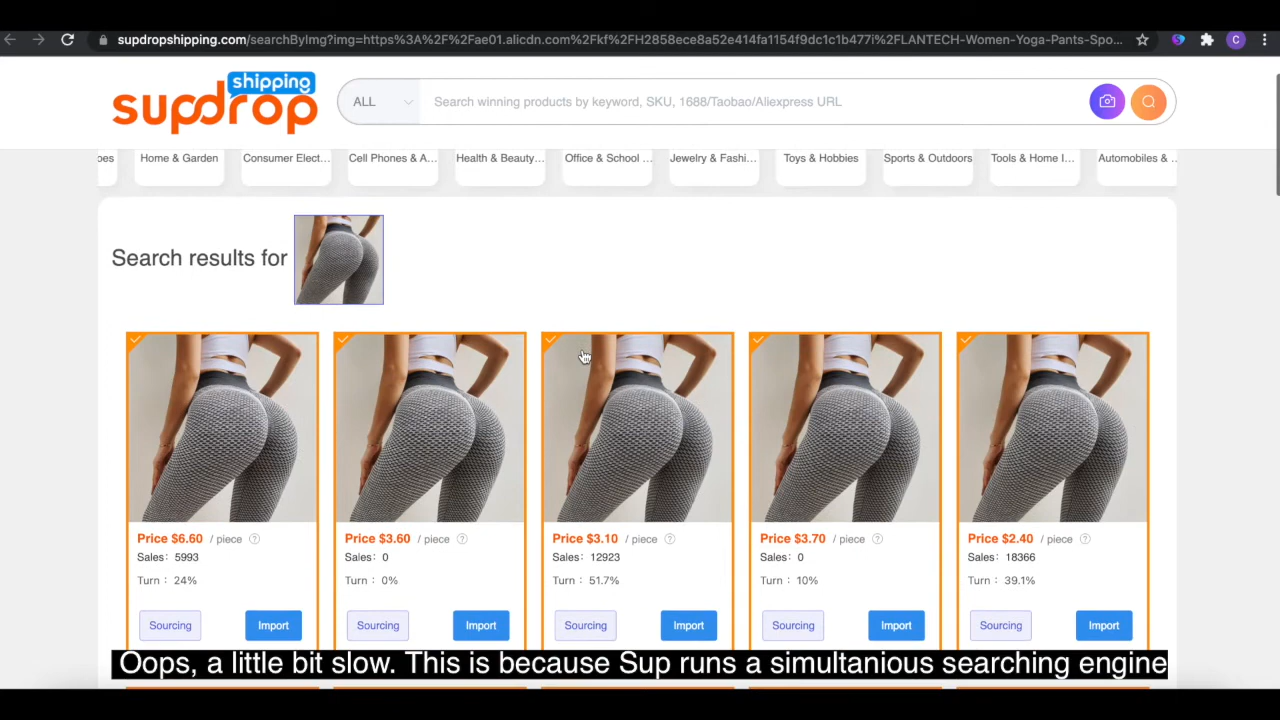 supdropshipping.com/searchByImg?img=https%3A%2F%2Fae01.alicdn.com%2Fkf%2FH2858ece8a52e414fa1154f9dc1c1b477i%2FLANTECH-Women-Yoga-Pants-Spo...
C
shipping
supdrop
ALL
Search winning products by keyword, SKU, 1688/Taobao/Aliexpress URL
oes
Home & Garden
Consumer Elect...
Cell Phones & A...
Health & Beauty...
Office & School ...
Jewelry & Fashi...
Toys & Hobbies
Sports & Outdoors
Tools & Home I...
Automobiles & ..
Search results for
Price $6.60 / piece ?
Sales： 5993
Turn： 24%
Sourcing Import
Price $3.60 / piece ?
Sales： 0
Turn： 0%
Sourcing Import
Price $3.10 / piece ?
Sales： 12923
Turn： 51.7%
Sourcing Import
Price $3.70 / piece ?
Sales： 0
Turn： 10%
Sourcing Import
Price $2.40 / piece ?
Sales： 18366
Turn： 39.1%
Sourcing Import
Oops, a little bit slow. This is because Sup runs a simultanious searching engine